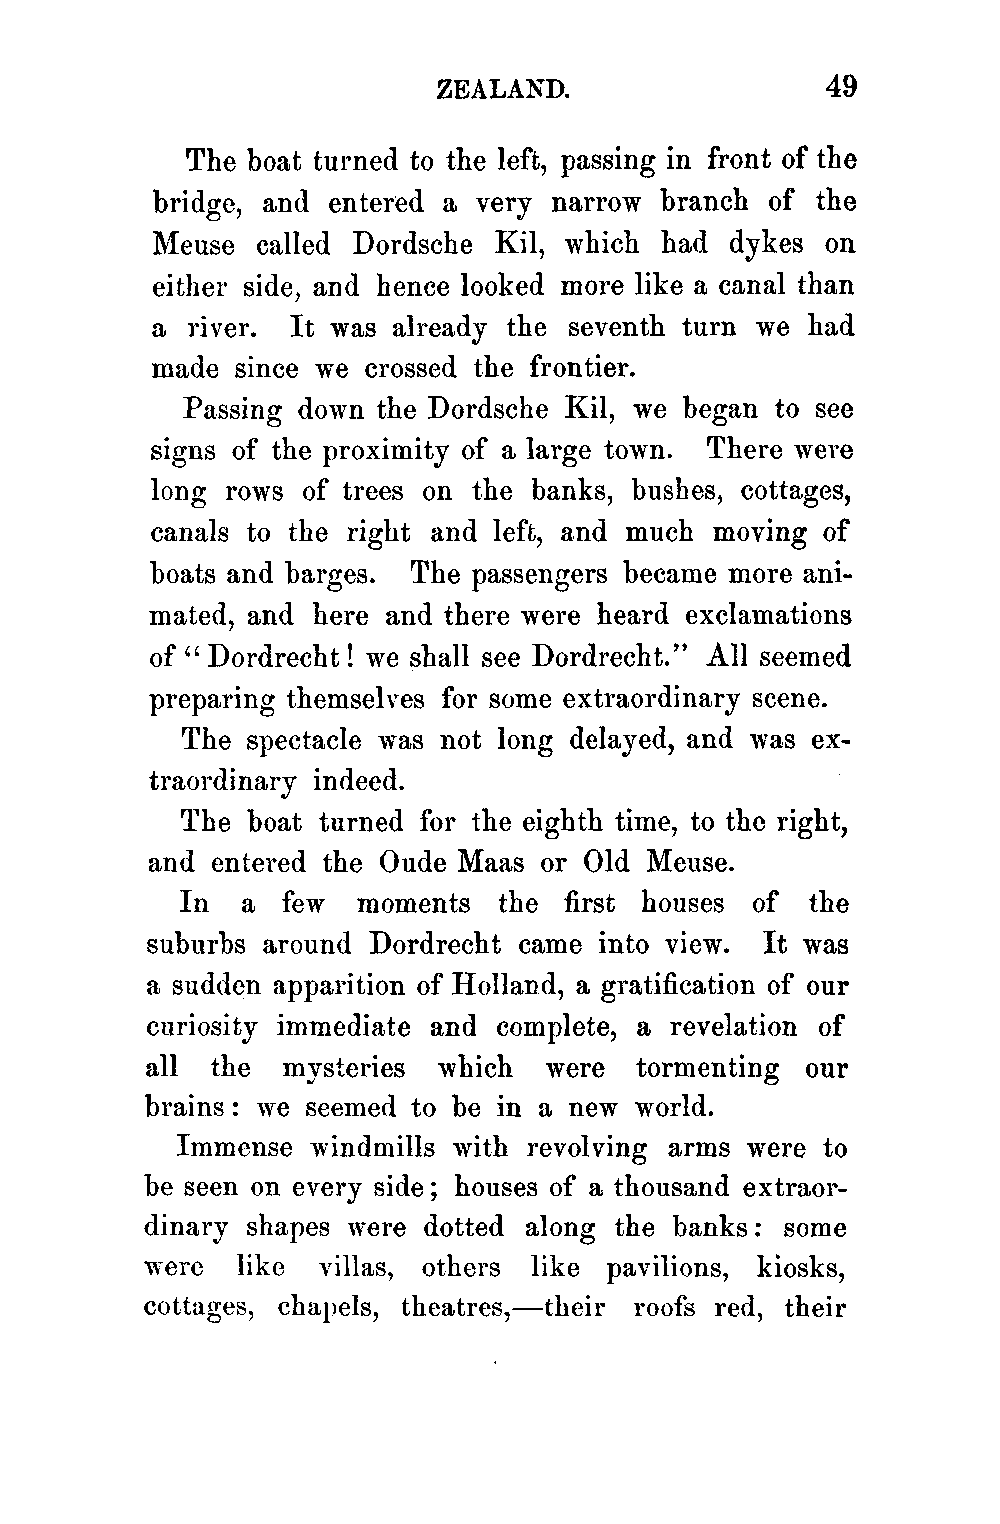 ZEALAND. 49
The boat turned to the left, passing in front of the
bridge, and entered a very narrow branch of the
Meuse called Dordsche Kil, which had dykes on
either side, and hence looked more like a canal than
a river. It was already the seventh turn we had
made since we crossed the frontier.
Passing down the Dordsche Kil, we began to see
signs of the proximity of a large town. There were
long rows of trees on the banks, bushes, cottages,
canals to the right and left, and much moving of
boats and barges. The passengers became more ani-
mated, and here and there were heard exclamations
of “ Dordrecht ! we shall see Dordrecht.” All seemed
preparing themselves for some extraordinary scene.
The spectacle was not long delayed, and was ex-
traordinary indeed.
The boat turned for the eighth time, to the right,
and entered the Oude Maas or Old Meuse.
In a few moments the first houses of the
suburbs around Dordrecht came into view. It was
a sudden apparition of Holland, a gratification of our
curiosity immediate and complete, a revelation of
all the mysteries which were tormenting our
brains : we seemed to be in a new world.
Immense windmills with revolving arms were to
be seen on every side ; houses of a thousand extraor-
dinary shapes were dotted along the banks : some
were like villas, others like pavilions, kiosks,
cottages, chapels, theatres,—their roofs red, their